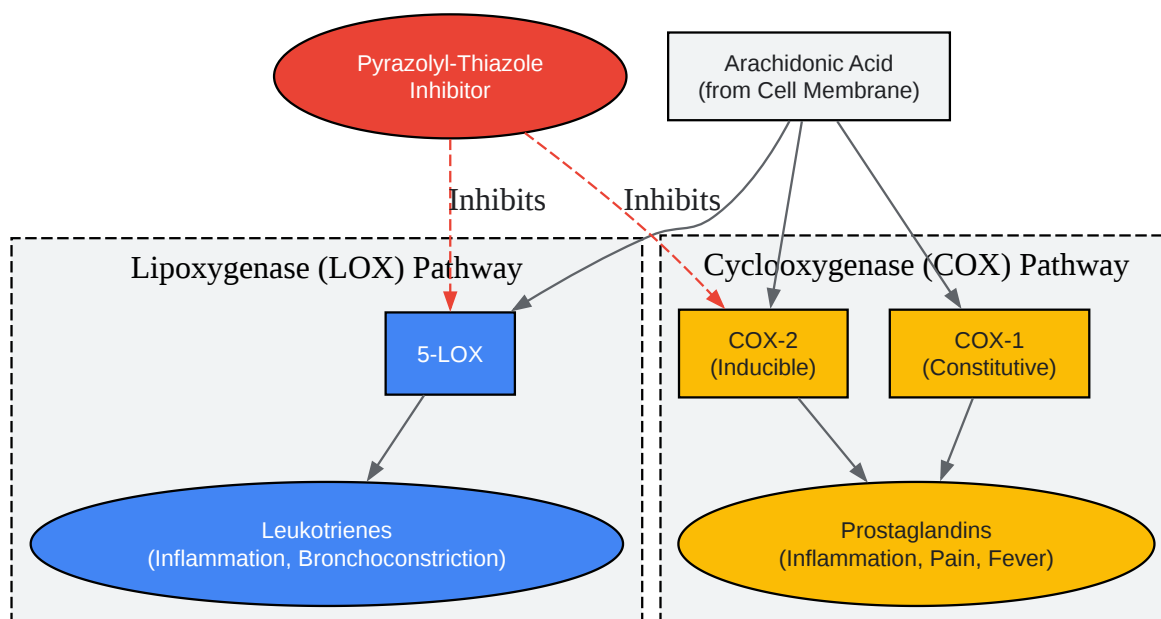 Pyrazolyl-Thiazole
Inhibitor
Arachidonic Acid
(from Cell Membrane)
Inhibits
Inhibits
Lipoxygenase (LOX) Pathway
Cyclooxygenase (COX) Pathway
5-LOX
COX-2
(Inducible)
COX-1
(Constitutive)
Leukotrienes
(Inflammation, Bronchoconstriction)
Prostaglandins
(Inflammation, Pain, Fever)